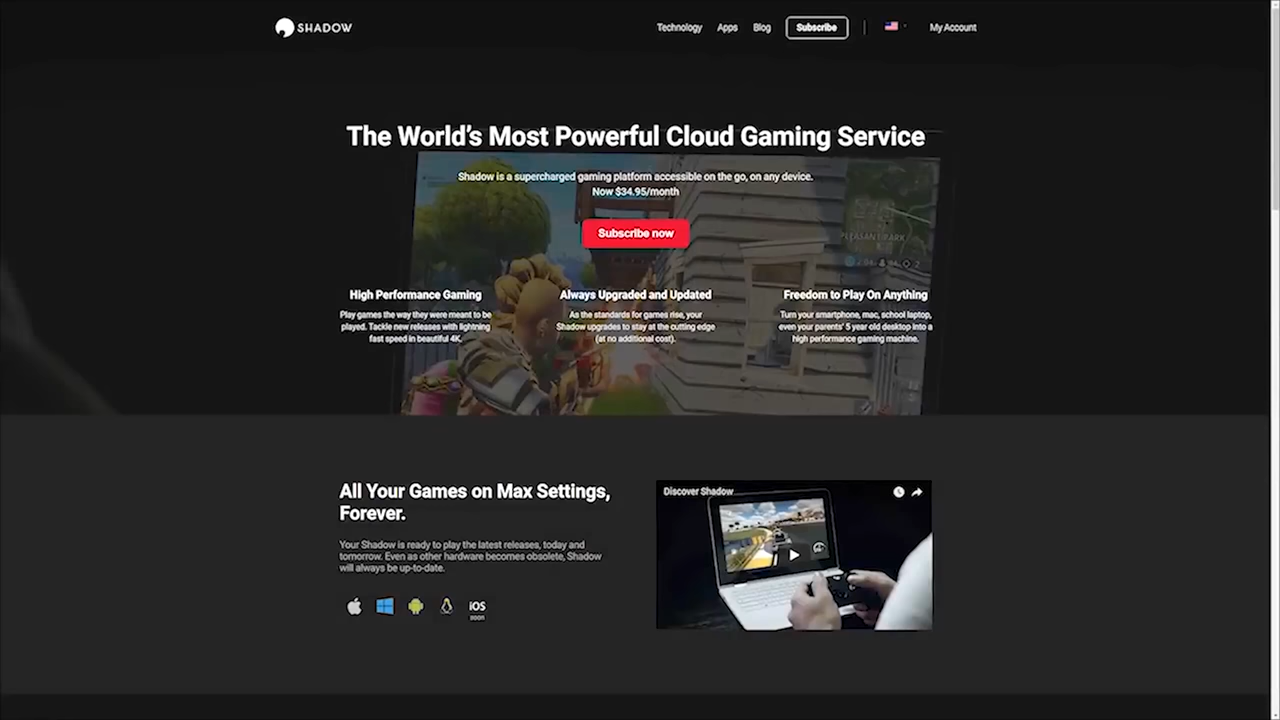 SHADOW
Technology
Apps
Blog
Subscribe
My Account
The World's Most Powerful Cloud Gaming Service
Shadow is a supercharged gaming platform accessible on the go, on any device.
Now $34.95/month
Subscribe now
High Performance Gaming
Play games the way they were meant to be
played. Tackle new releases with lightning
fast speed in beautiful 4K.
Always Upgraded and Updated
As the standards for games rise, your
Shadow upgrades to stay at the cutting edge
(at no additional cost).
Freedom to Play On Anything
Turn your smartphone, mac, school laptop,
even your parents' 5 year old desktop into a
high performance gaming machine.
PLEASANT PARK
All Your Games on Max Settings,
Forever.
Your Shadow is ready to play the latest releases, today and
tomorrow. Even as other hardware becomes obsolete, Shadow
will always be up-to-date.
iOS
soon
Discover Shadow